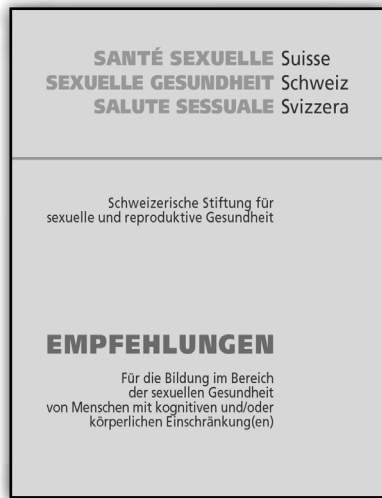 SANTÉ SEXUELLE Suisse
SEXUELLE GESUNDHEIT Schweiz
SALUTE SESSUALE Svizzera
Schweizerische Stiftung für
sexuelle und reproduktive Gesundheit
EMPFEHLUNGEN
Für die Bildung im Bereich
der sexuellen Gesundheit
von Menschen mit kognitiven und/oder
körperlichen Einschränkung(en)